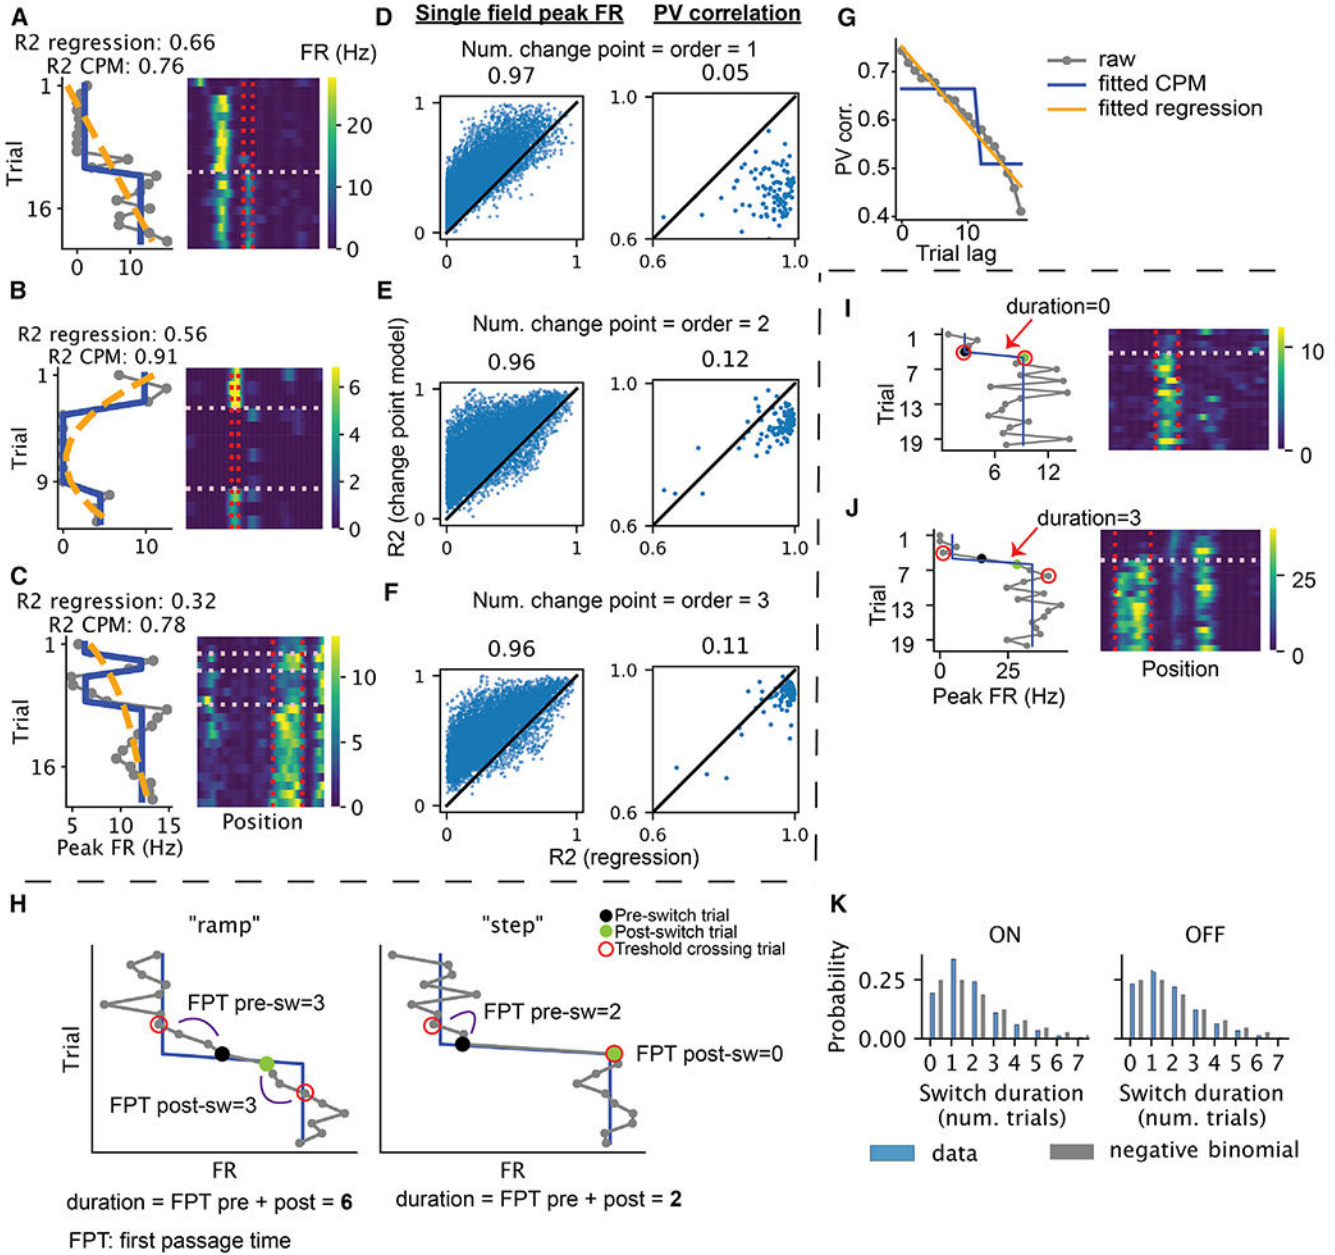 A
R2 regression: 0.66
R2 CPM: 0.76
FR (Hz)
1
16
Trial
0 10
20
10
0
B
R2 regression: 0.56
R2 CPM: 0.91
1
9
Trial
0 10
6
4
2
0
C
R2 regression: 0.32
R2 CPM: 0.78
1
16
Trial
5 10 15
Peak FR (Hz)
Position
10
5
0
D
Single field peak FR
PV correlation
Num. change point = order = 1
0.97
0.05
1
0
0 1
1.0
0.6
0.6 1.0
E
Num. change point = order = 2
0.96
0.12
R2 (change point model)
1
0
0 1
1.0
0.6
0.6 1.0
F
Num. change point = order = 3
0.96
0.11
1
0
0 1
1.0
0.6
0.6 1.0
R2 (regression)
G
PV corr.
0.7
0.6
0.5
0.4
0 10
Trial lag
raw
fitted CPM
fitted regression
I
duration=0
Trial
1
7
13
19
6 12
10
0
J
duration=3
Trial
1
7
13
19
0 25
Peak FR (Hz)
Position
25
0
H
"ramp"
"step"
Pre-switch trial
Post-switch trial
Treshold crossing trial
FPT pre-sw=3
FPT post-sw=3
FPT pre-sw=2
FPT post-sw=0
Trial
FR
FR
duration = FPT pre + post = 6
duration = FPT pre + post = 2
FPT: first passage time
K
ON
OFF
Probability
0.25
0.00
0 1 2 3 4 5 6 7
0 1 2 3 4 5 6 7
Switch duration
(num. trials)
Switch duration
(num. trials)
data
negative binomial